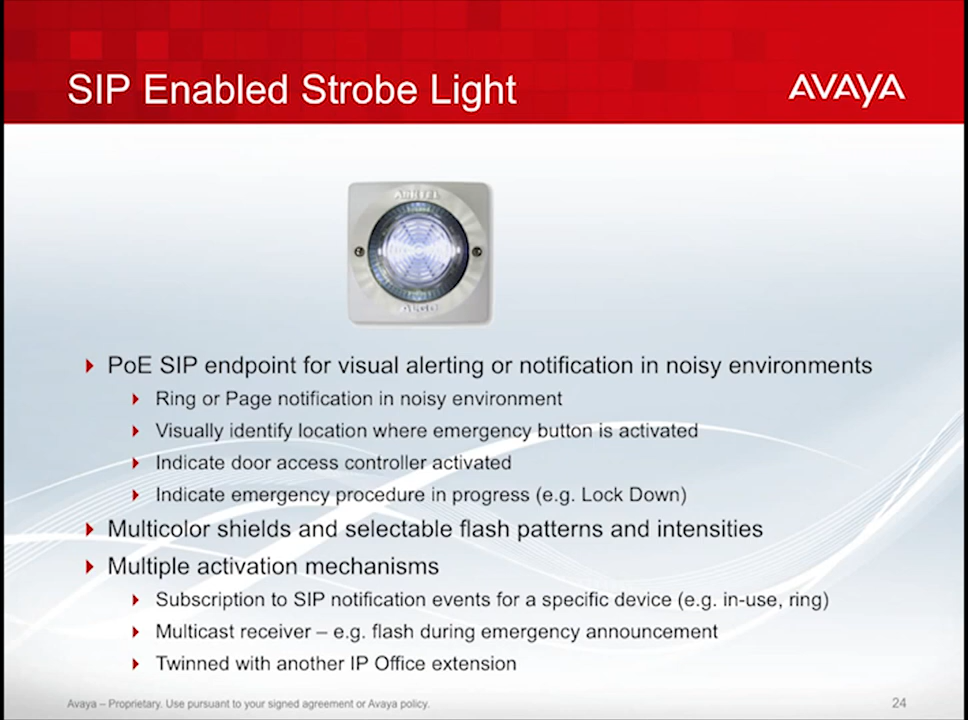 SIP Enabled Strobe Light
AVAYA
PoE SIP endpoint for visual alerting or notification in noisy environments
Ring or Page notification in noisy environment
Visually identify location where emergency button is activated
Indicate door access controller activated
Indicate emergency procedure in progress (e.g. Lock Down)
Multicolor shields and selectable flash patterns and intensities
Multiple activation mechanisms
Subscription to SIP notification events for a specific device (e.g. in-use, ring)
Multicast receiver – e.g. flash during emergency announcement
Twinned with another IP Office extension
Avaya – Proprietary. Use pursuant to your signed agreement or Avaya policy.
24